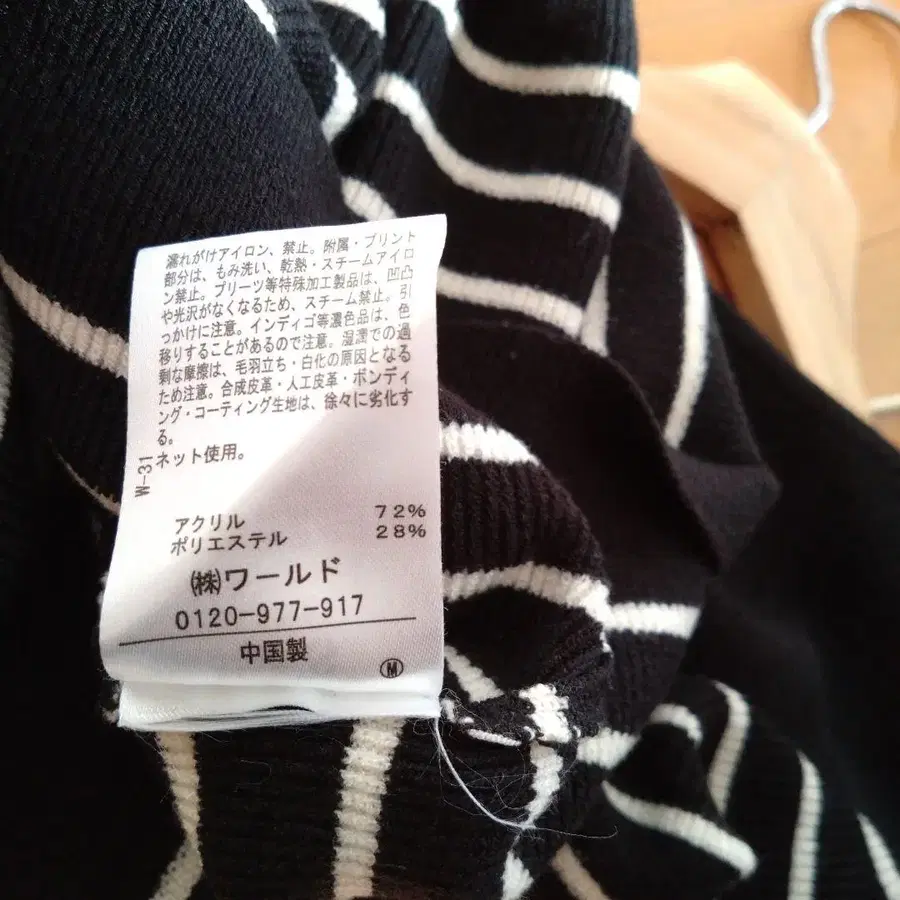 濡れがけアイロン、禁止。附属・プリント
部分は、もみ洗い、乾熱・スチームアイロ
ン禁止。プリーツ等特殊加工製品は、凹凸
や光沢がなくなるため、スチーム禁止。引
っかけに注意。インディゴ等濃色品は、色
移りすることがあるので注意。湿潤での過
剰な摩擦は、毛羽立ち・白化の原因となる
ため注意。合成皮革・人工皮革・ボンディ
ング・コーティング生地は、徐々に劣化す
る。
ネット使用。
W-31
アクリル 72%
ポリエステル 28%
㈱ワールド
0120-977-917
中国製
Ⓜ